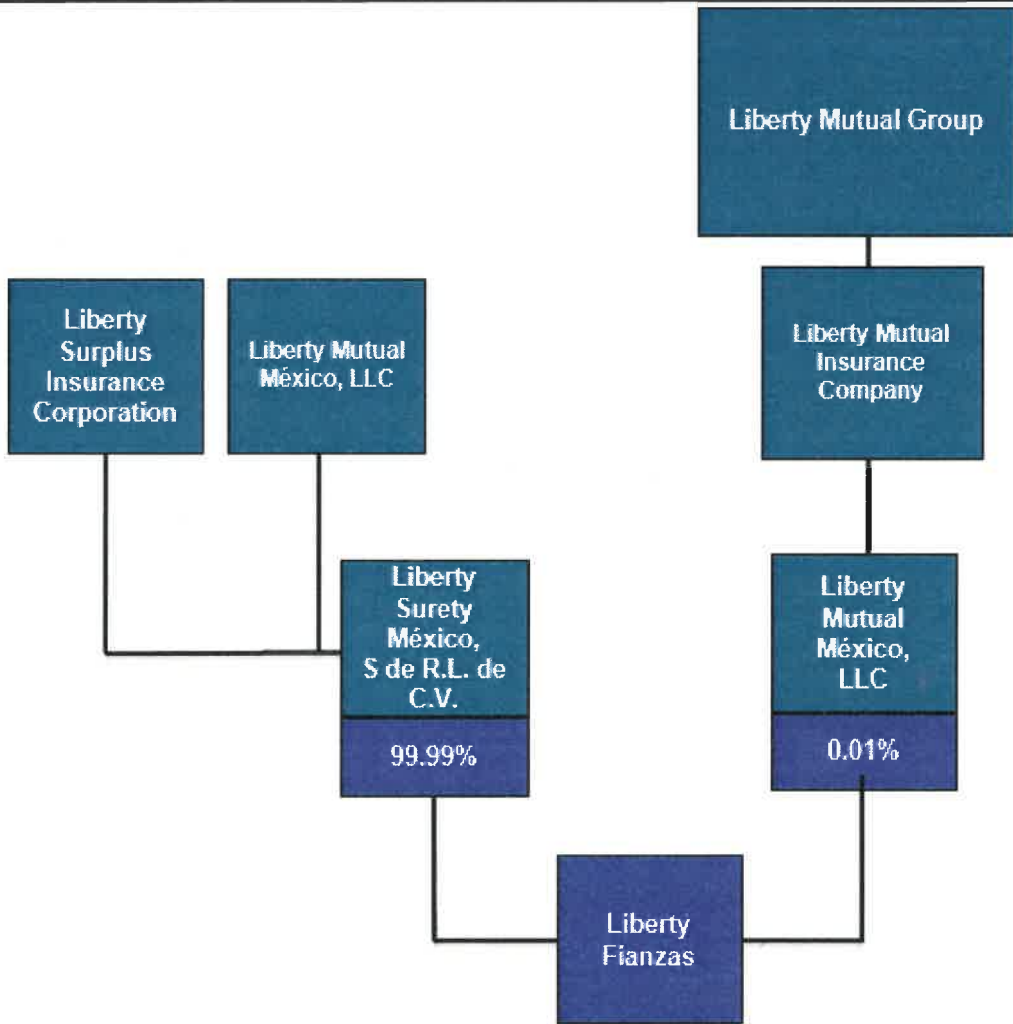 Liberty Mutual Group
Liberty
Surplus
Insurance
Corporation
Liberty Mutual
México, LLC
Liberty Mutual
Insurance
Company
Liberty
Surety
México,
S de R.L. de
C.V.
99.99%
Liberty
Mutual
México,
LLC
0.01%
Liberty
Fianzas